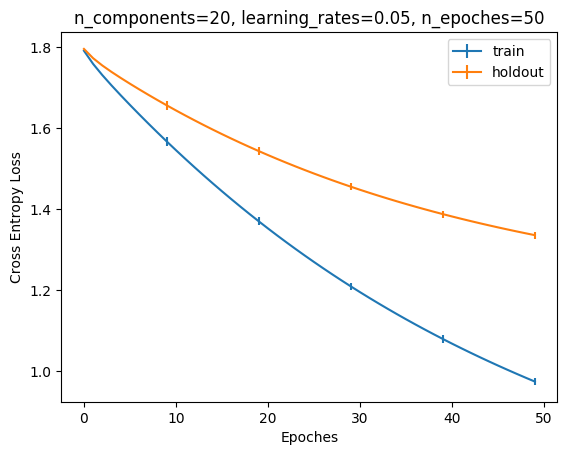 n_components=20, learning_rates=0.05, n_epoches=50
train
holdout
Cross Entropy Loss
1.8
1.6
1.4
1.2
1.0
0
10
20
30
40
50
Epoches